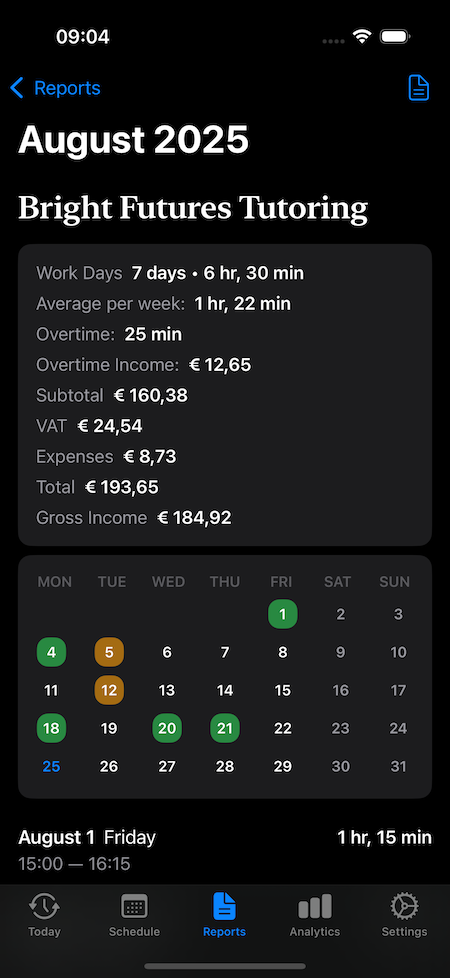 09:04
Reports
August 2025
Bright Futures Tutoring
Work Days 7 days • 6 hr, 30 min
Average per week: 1 hr, 22 min
Overtime: 25 min
Overtime Income: € 12,65
Subtotal € 160,38
VAT € 24,54
Expenses € 8,73
Total € 193,65
Gross Income € 184,92
MON TUE WED THU FRI SAT SUN
1 2 3
4 5 6 7 8 9 10
11 12 13 14 15 16 17
18 19 20 21 22 23 24
25 26 27 28 29 30 31
August 1 Friday 1 hr, 15 min
15:00 — 16:15
Today Schedule Reports Analytics Settings